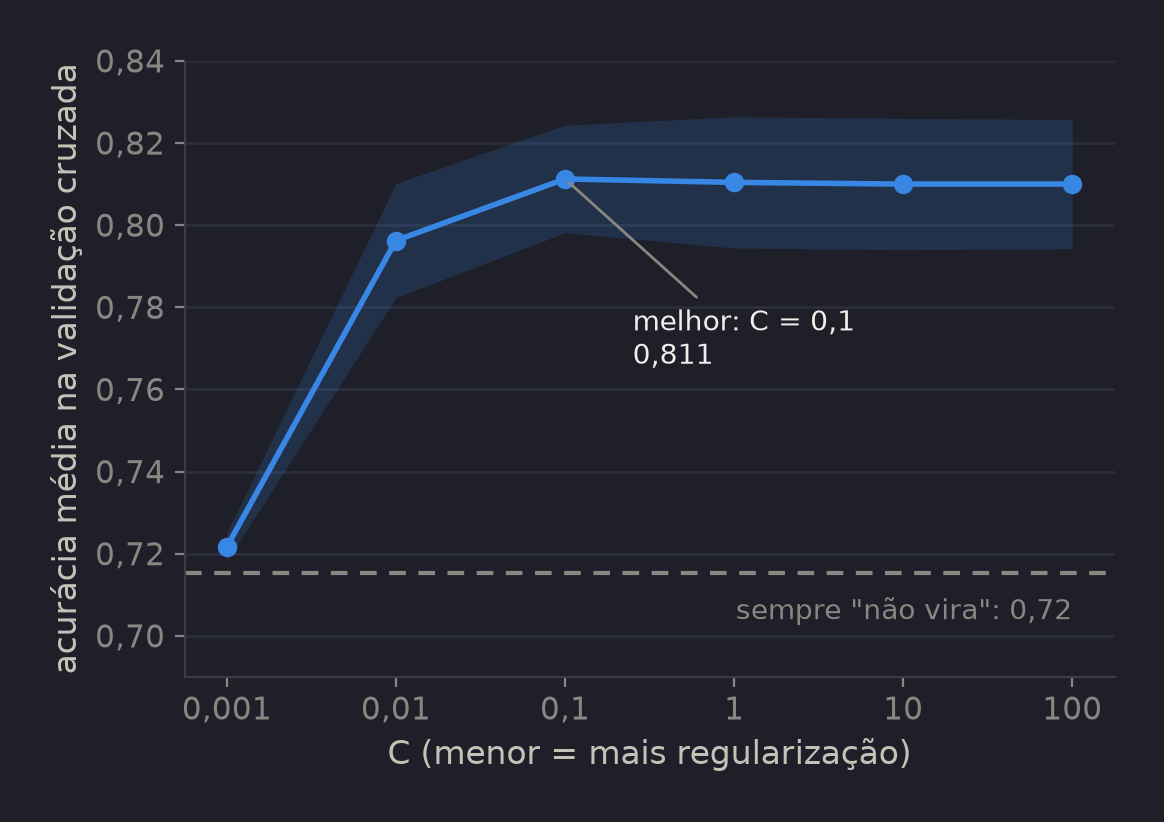 acurácia média na validação cruzada
0,84
0,82
0,80
0,78
0,76
0,74
0,72
0,70
melhor: C = 0,1
0,811
sempre "não vira": 0,72
0,001 0,01 0,1 1 10 100
C (menor = mais regularização)